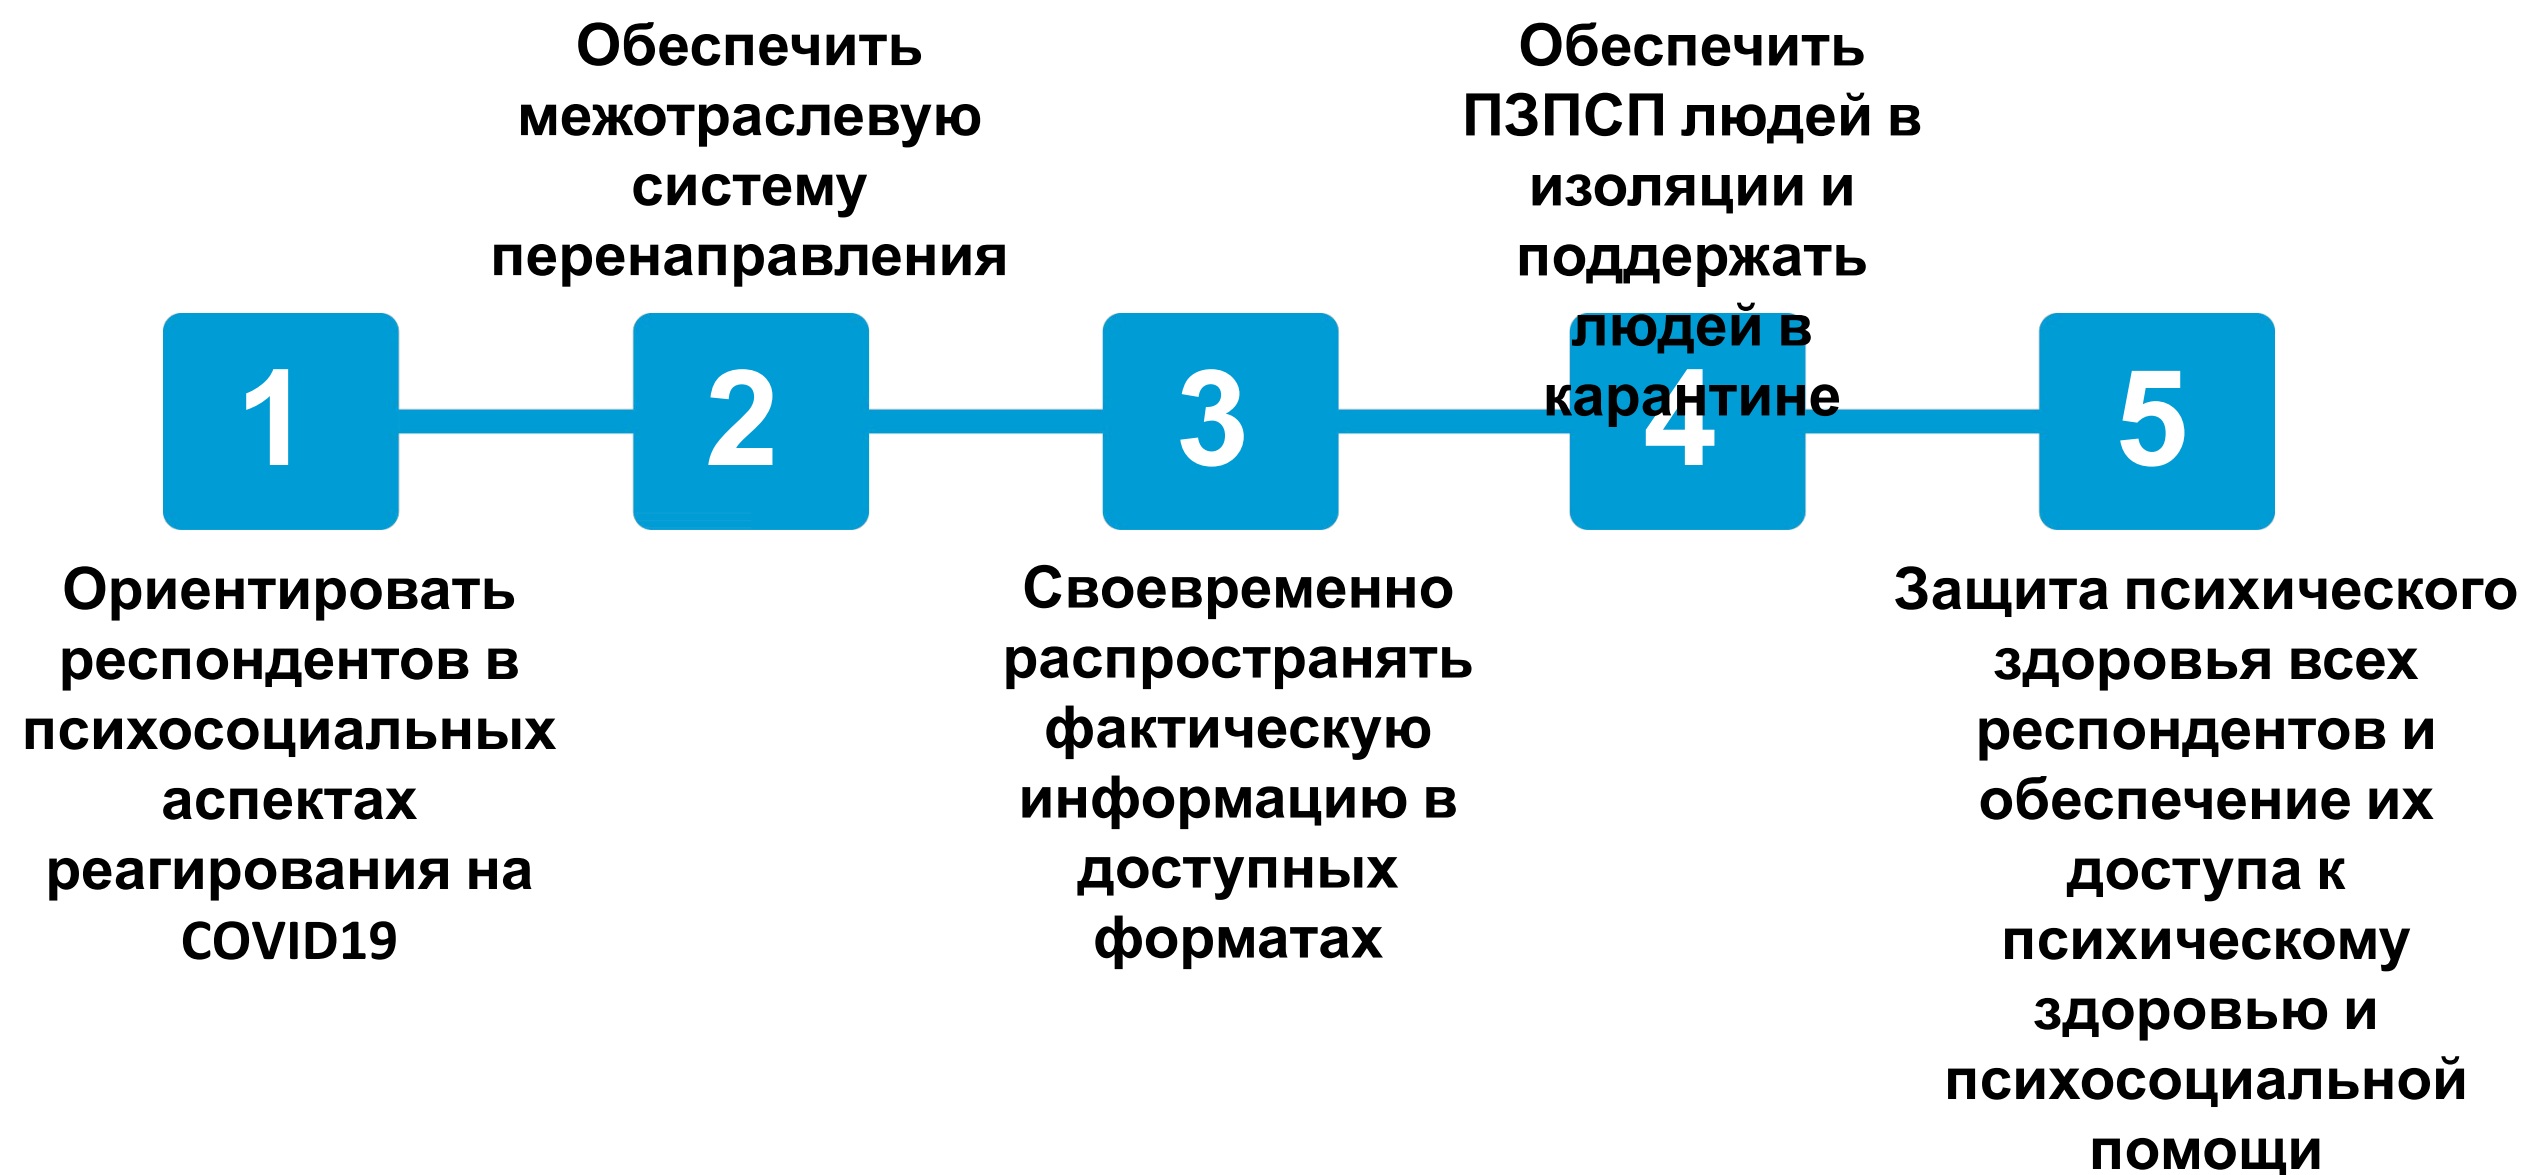 Обеспечить
межотраслевую
систему
перенаправления
Обеспечить
ПЗПСП людей в
изоляции и
поддержать
людей в
карантине
1
2
3
4
5
Ориентировать
респондентов в
психосоциальных
аспектах
реагирования на
COVID19
Своевременно
распространять
фактическую
информацию в
доступных
форматах
Защита психического
здоровья всех
респондентов и
обеспечение их
доступа к
психическому
здоровью и
психосоциальной
помощи